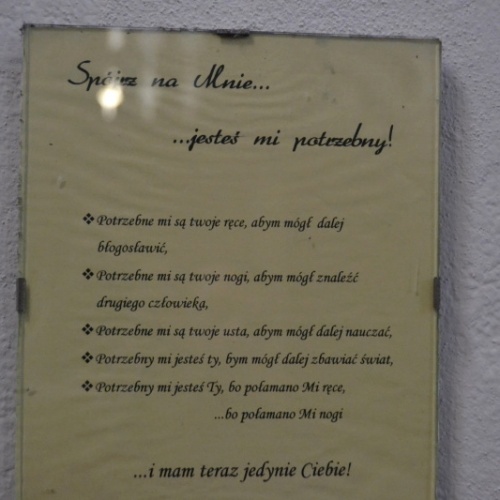 Spójrz na Mnie...
...jesteś mi potrzebny!
❖ Potrzebne mi są twoje ręce, abym mógł dalej
błogosławić,
❖ Potrzebne mi są twoje nogi, abym mógł znaleźć
drugiego człowieka,
❖ Potrzebne mi są twoje usta, abym mógł dalej nauczać,
❖ Potrzebny mi jesteś ty, bym mógł dalej zbawiać świat,
❖ Potrzebny mi jesteś Ty, bo połamano Mi ręce,
...bo połamano Mi nogi
...i mam teraz jedynie Ciebie!